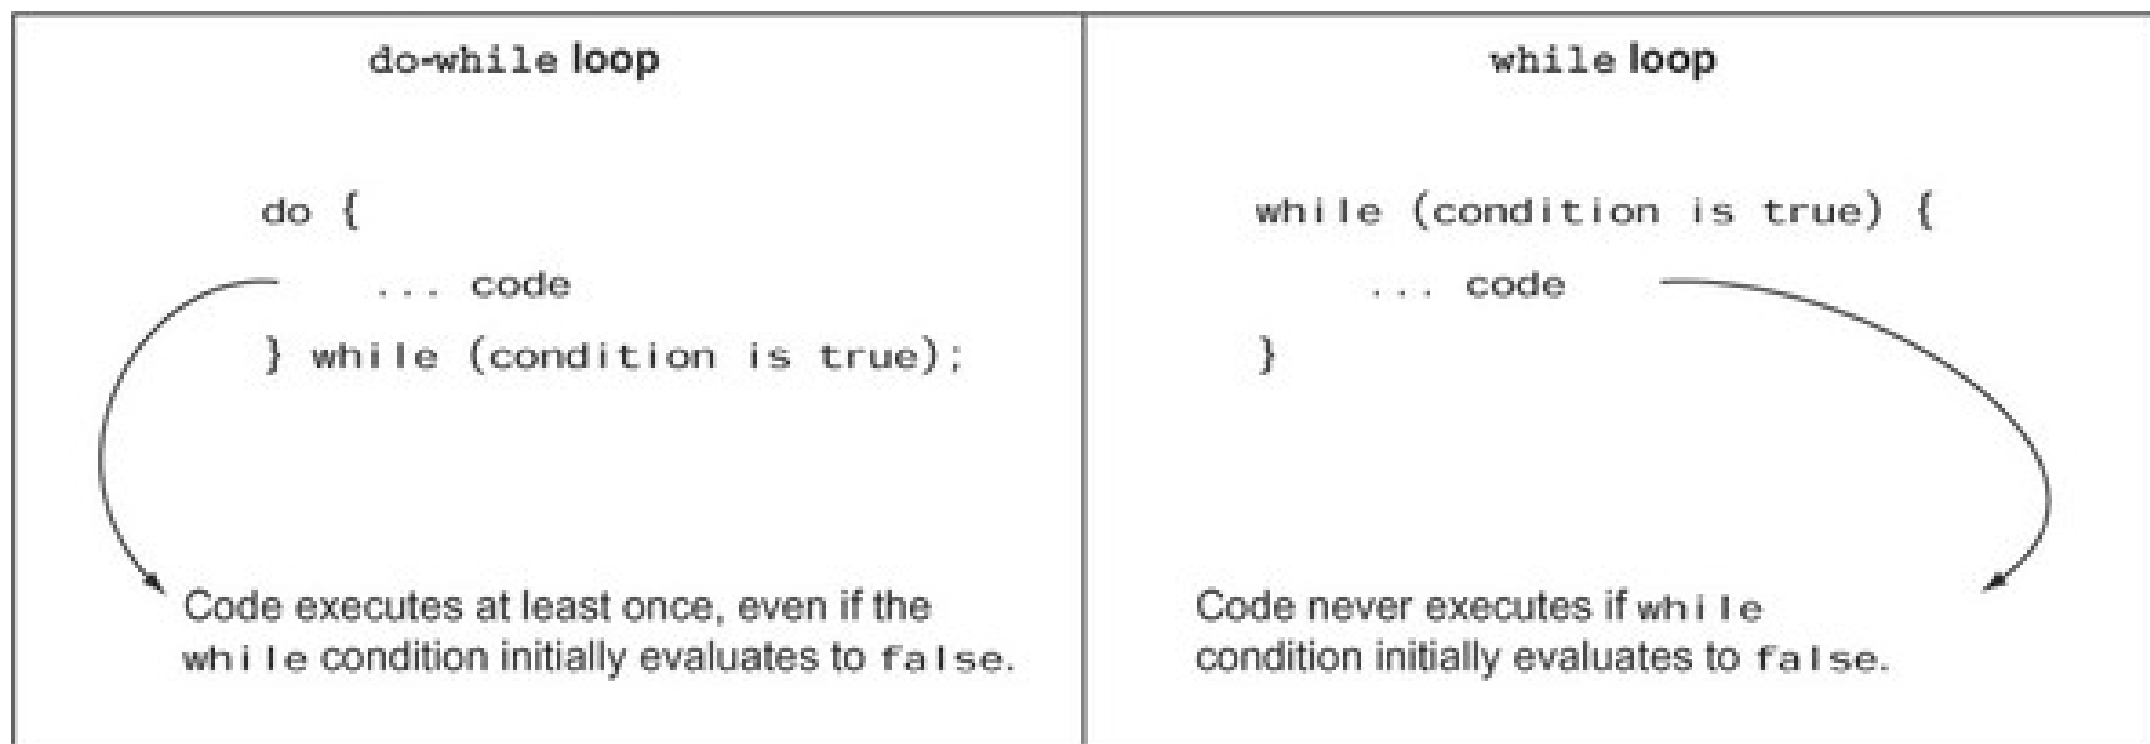 do-while loop
do {
... code
} while (condition is true);
Code executes at least once, even if the
while condition initially evaluates to false.
while loop
while (condition is true) {
... code
}
Code never executes if while
condition initially evaluates to false.